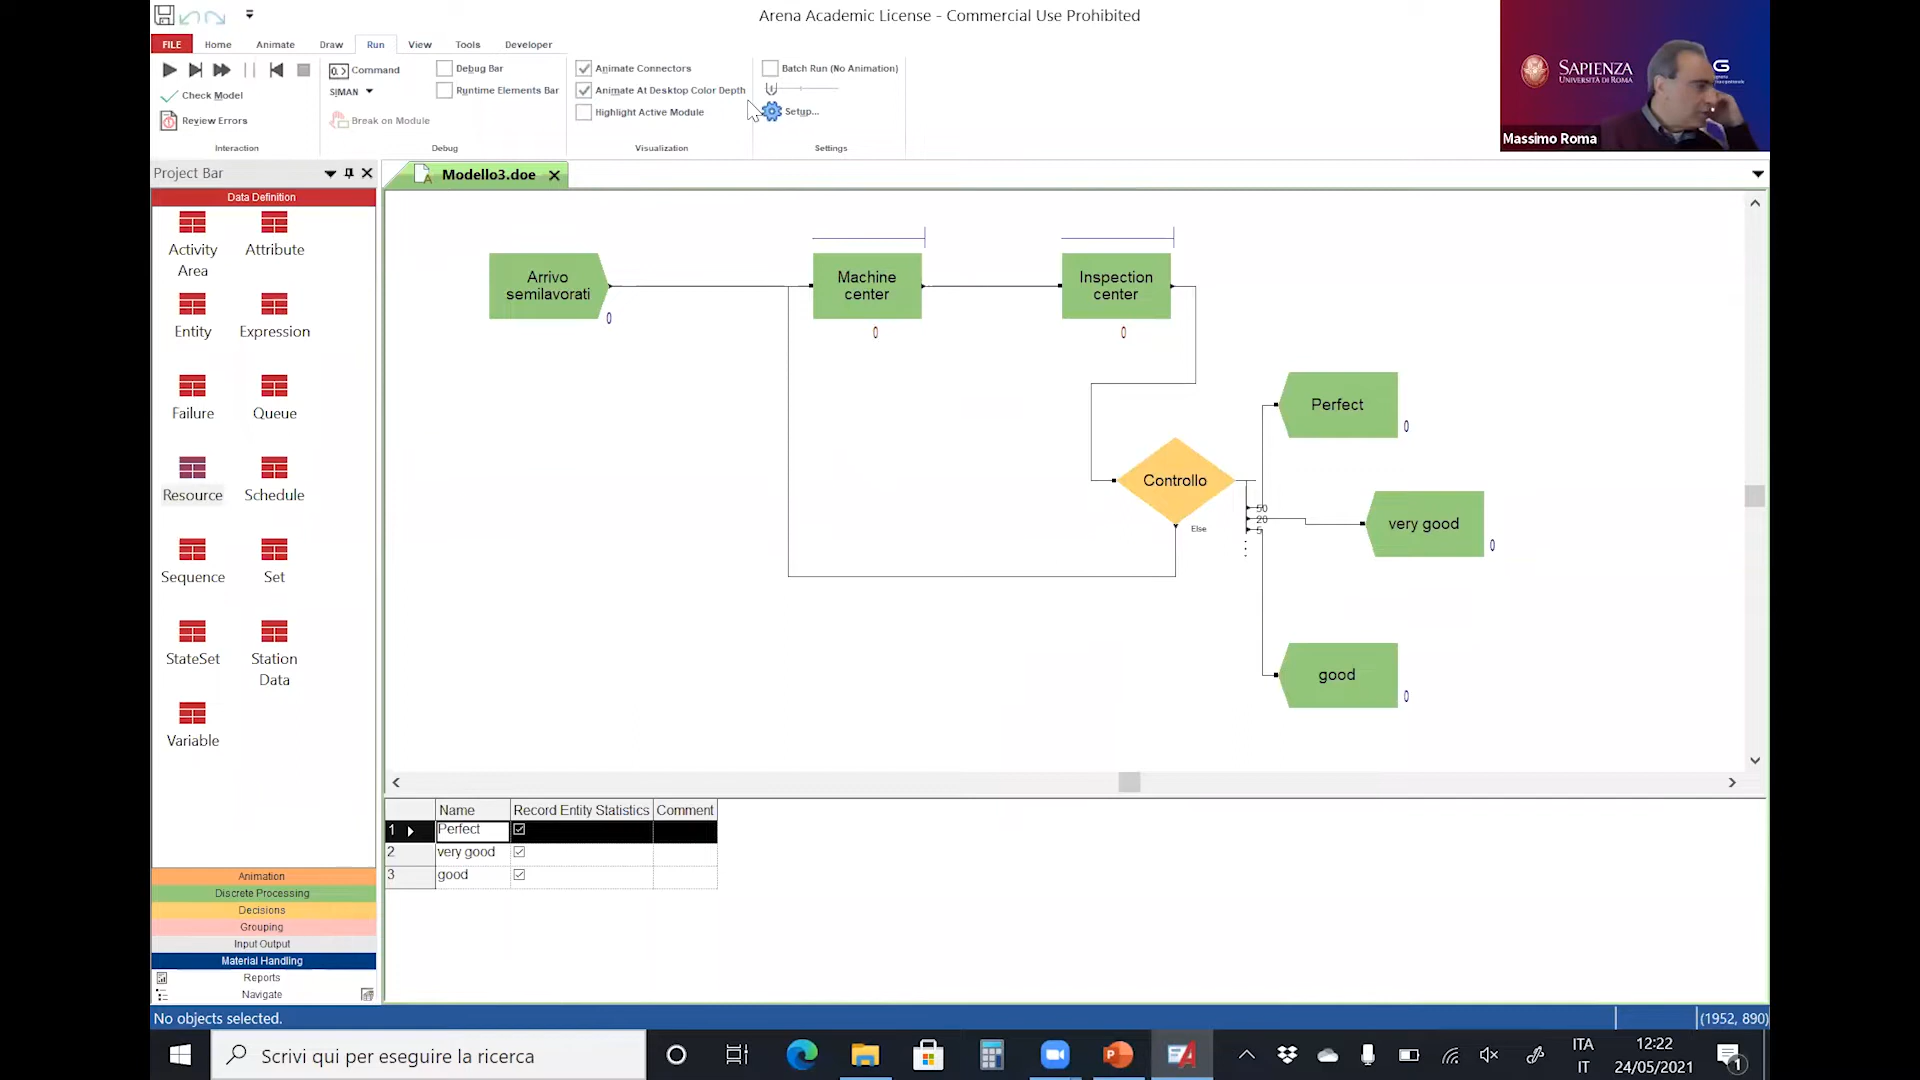 Arena Academic License - Commercial Use Prohibited
FILE
Home
Animate
Draw
Run
View
Tools
Developer
Command
SIMAN
Break on Module
Check Model
Review Errors
Interaction
Debug Bar
Runtime Elements Bar
Debug
Animate Connectors
Animate At Desktop Color Depth
Highlight Active Module
Visualization
Batch Run (No Animation)
Setup...
Settings
SAPIENZA
UNIVERSITÀ DI ROMA
Massimo Roma
Project Bar
Modello3.doe
Data Definition
Activity Area
Attribute
Entity
Expression
Failure
Queue
Resource
Schedule
Sequence
Set
StateSet
Station Data
Variable
Animation
Discrete Processing
Decisions
Grouping
Input Output
Material Handling
Reports
Navigate
Arrivo
semilavorati
0
Machine
center
0
Inspection
center
0
Controllo
Else
50
20
5
Perfect
0
very good
0
good
0
Name
Record Entity Statistics
Comment
1
Perfect
2
very good
3
good
No objects selected.
(1952, 890)
Scrivi qui per eseguire la ricerca
ITA
IT
12:22
24/05/2021
1